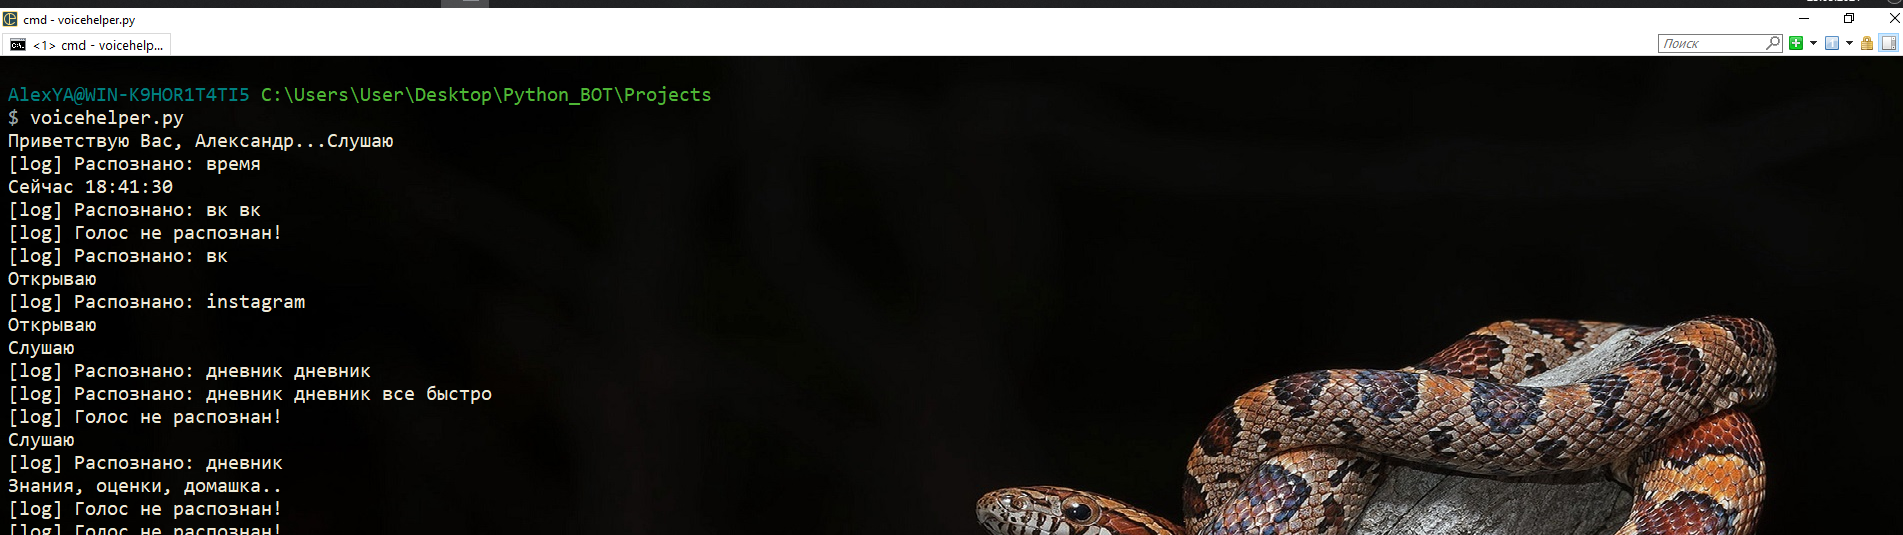 cmd - voicehelper.py
<1> cmd - voicehelp...
Поиск
AlexYA@WIN-K9HOR1T4TI5 C:\Users\User\Desktop\Python_BOT\Projects
$ voicehelper.py
Приветствую Вас, Александр...Слушаю
[log] Распознано: время
Сейчас 18:41:30
[log] Распознано: вк вк
[log] Голос не распознан!
[log] Распознано: вк
Открываю
[log] Распознано: instagram
Открываю
Слушаю
[log] Распознано: дневник дневник
[log] Распознано: дневник дневник все быстро
[log] Голос не распознан!
Слушаю
[log] Распознано: дневник
Знания, оценки, домашка..
[log] Голос не распознан!
[log] Голос не распознан!